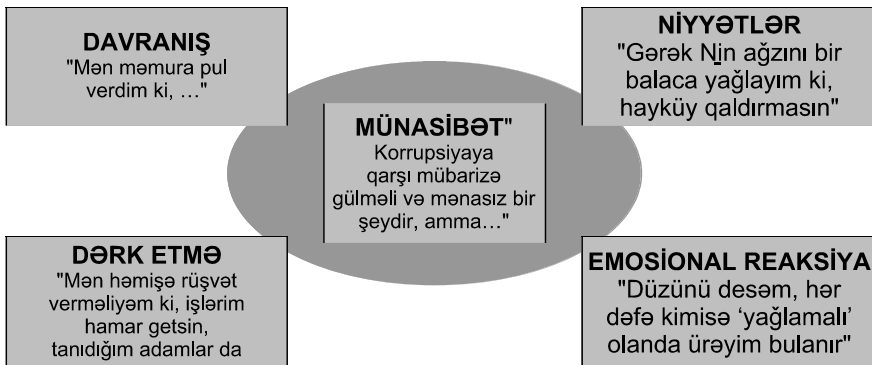 DAVRANIŞ
"Mən məmura pul
verdim ki, …"
NİYYƏTLƏR
"Gərək Nin ağzını bir
balaca yağlayım ki,
hayküy qaldırmasın"
MÜNASİBƏT"
Korrupsiyaya
qarşı mübarizə
gülməli və mənasız bir
şeydir, amma…"
DƏRK ETMƏ
"Mən həmişə rüşvət
verməliyəm ki, işlərim
hamar getsin,
tanıdığım adamlar da
EMOSİONAL REAKSİYA
"Düzünü desəm, hər
dəfə kimisə ‘yağlamalı’
olanda ürəyim bulanır"